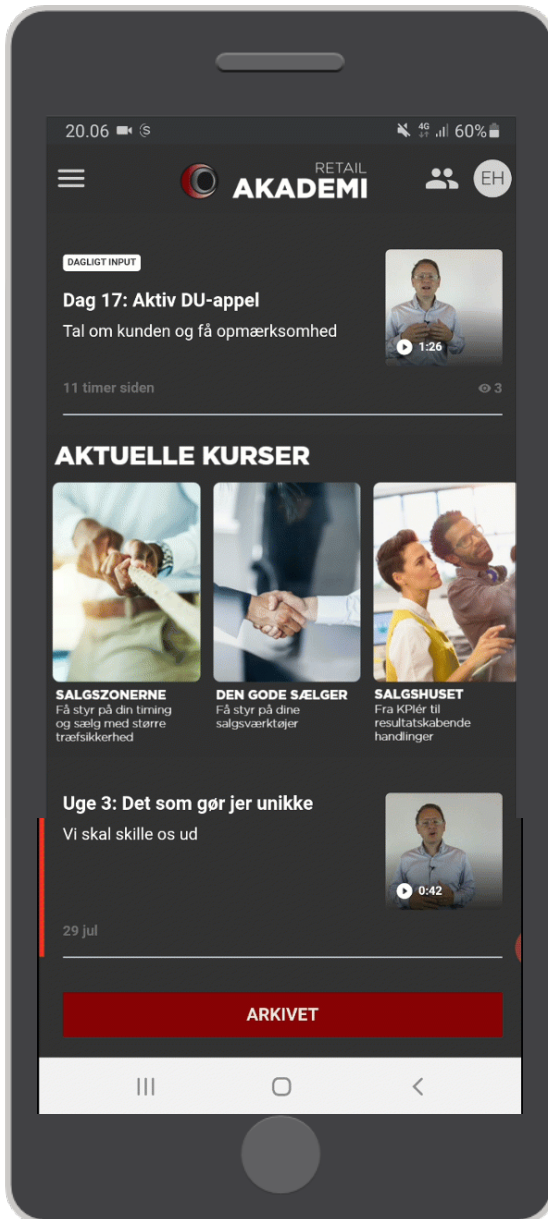 20.06
4G
60%
RETAIL
AKADEMI
EH
DAGLIGT INPUT
Dag 17: Aktiv DU-appel
Tal om kunden og få opmærksomhed
1:26
11 timer siden
3
AKTUELLE KURSER
SALGSZONERNE
Få styr på din timing
og sælg med større
træfsikkerhed
DEN GODE SÆLGER
Få styr på dine
salgsværktøjer
SALGSHUSET
Fra KPIér til
resultatskabende
handlinger
Uge 3: Det som gør jer unikke
Vi skal skille os ud
0:42
29 jul
ARKIVET